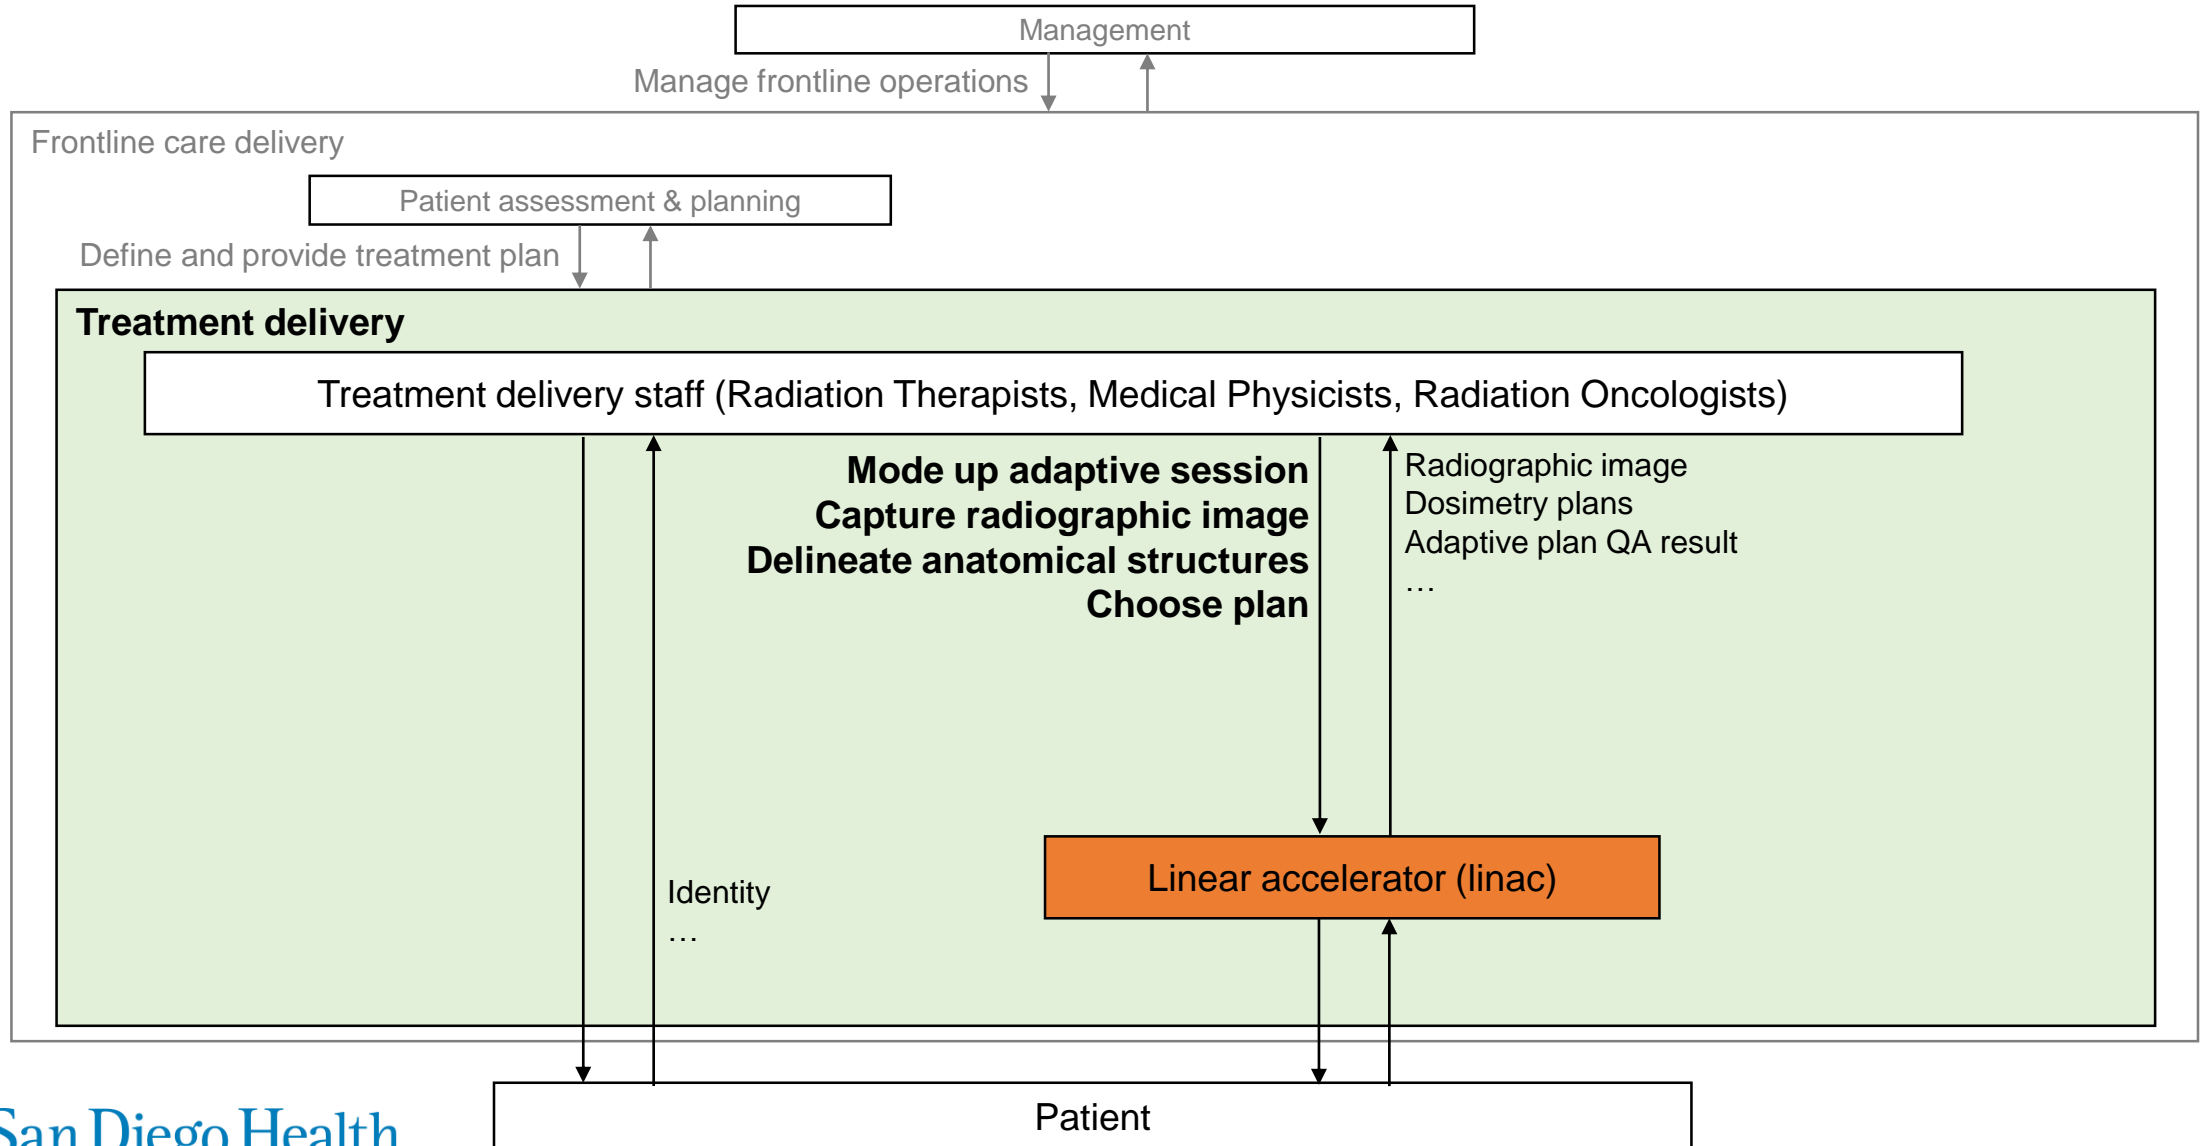 Management
Manage frontline operations
Frontline care delivery
Patient assessment & planning
Define and provide treatment plan
Treatment delivery
Treatment delivery staff (Radiation Therapists, Medical Physicists, Radiation Oncologists)
Mode up adaptive session
Capture radiographic image
Delineate anatomical structures
Choose plan
Radiographic image
Dosimetry plans
Adaptive plan QA result
…
Linear accelerator (linac)
Identity
…
Patient
San Diego Health